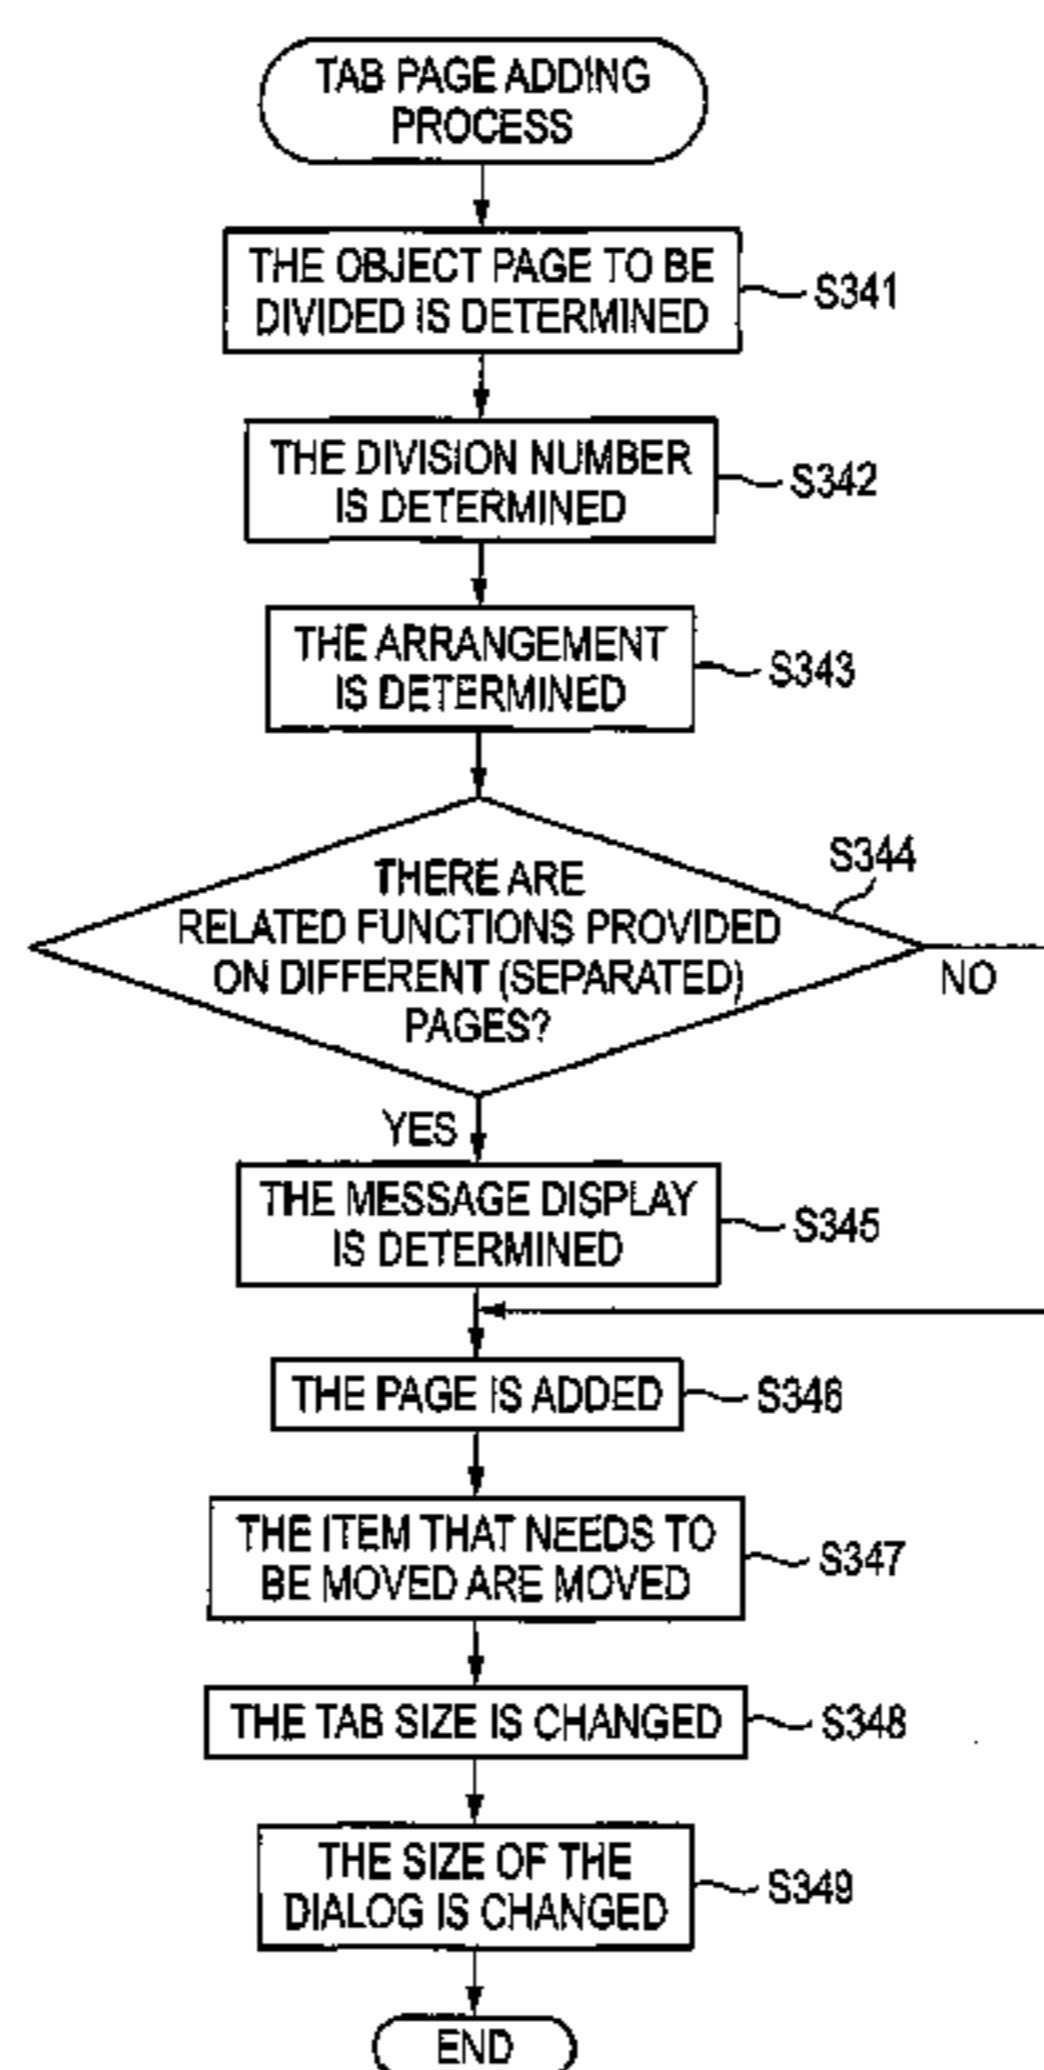 TAB PAGE ADDING
PROCESS
THE OBJECT PAGE TO BE
DIVIDED IS DETERMINED
S341
THE DIVISION NUMBER
IS DETERMINED
S342
THE ARRANGEMENT
IS DETERMINED
S343
S344
THERE ARE
RELATED FUNCTIONS PROVIDED
ON DIFFERENT (SEPARATED)
PAGES?
NO
YES
THE MESSAGE DISPLAY
IS DETERMINED
S345
THE PAGE IS ADDED
S346
THE ITEM THAT NEEDS TO
BE MOVED ARE MOVED
S347
THE TAB SIZE IS CHANGED
S348
THE SIZE OF THE
DIALOG IS CHANGED
S349
END